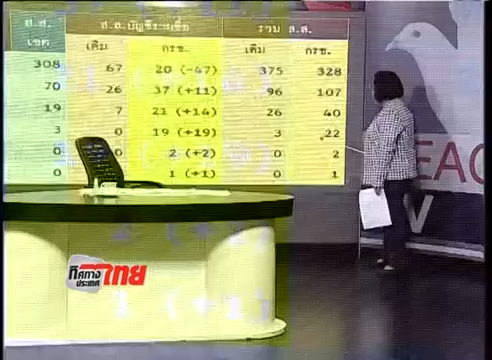 ส.ส. ส.ส.บัญชีรายชื่อ รวม ส.ส.
เขต เดิม กรธ. เดิม กรธ.
308 67 20 (-47) 375 328
70 26 37 (+11) 96 107
19 7 21 (+14) 26 40
3 0 19 (+19) 3 22
0 0 2 (+2) 0 2
0 0 1 (+1) 0 1
EAC
V
ทิศทาง
ประเทศ
ไทย